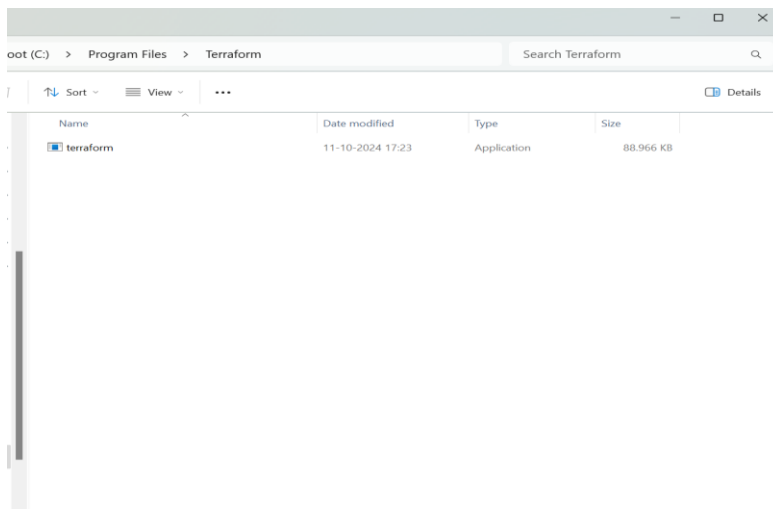 oot (C:) > Program Files > Terraform Search Terraform
Sort View ... Details
Name Date modified Type Size
terraform 11-10-2024 17:23 Application 88.966 KB